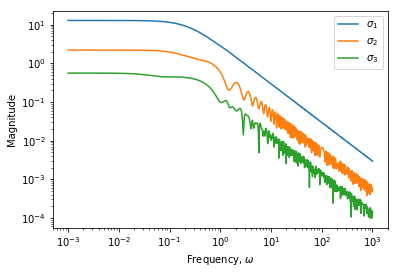 σ₁
σ₂
σ₃
Magnitude
10¹
10⁰
10⁻¹
10⁻²
10⁻³
10⁻⁴
10⁻³ 10⁻² 10⁻¹ 10⁰ 10¹ 10² 10³
Frequency, ω